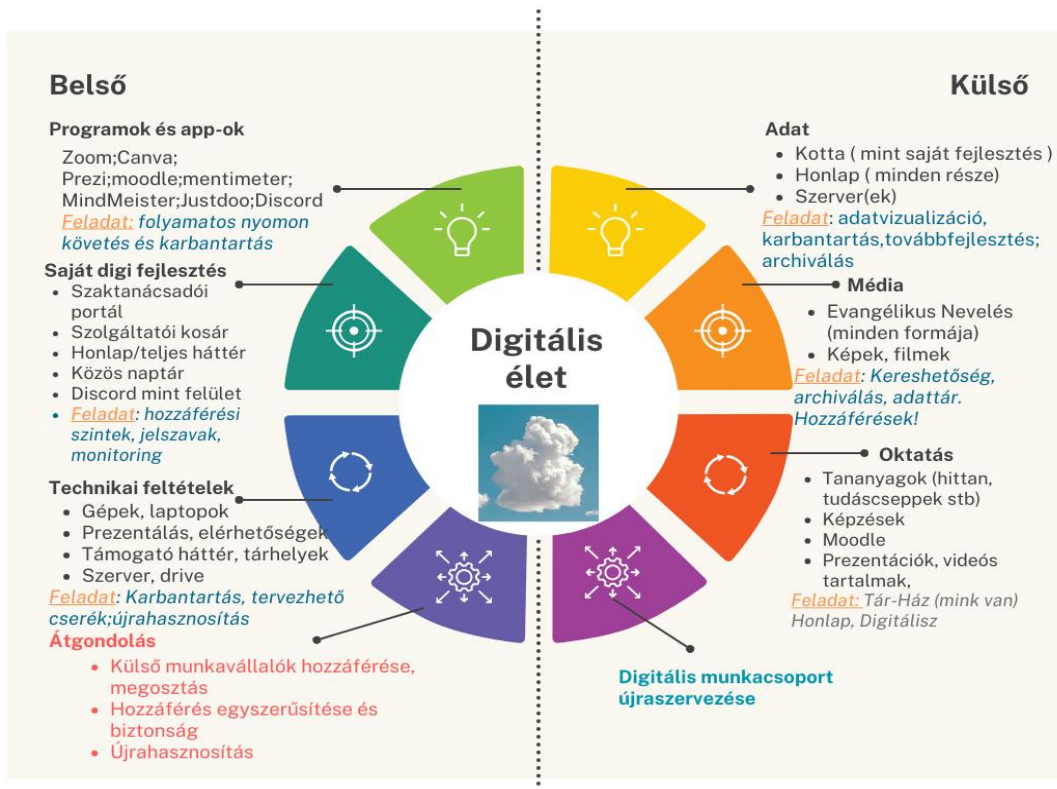 Belső
Programok és app-ok
Zoom;Canva;
Prezi;moodle;mentimeter;
MindMeister;Justdoo;Discord
Feladat: folyamatos nyomon
követés és karbantartás
Saját digi fejlesztés
• Szaktanácsadói
portál
• Szolgáltatói kosár
• Honlap/teljes háttér
• Közös naptár
• Discord mint felület
• Feladat: hozzáférési
szintek, jelszavak,
monitoring
Technikai feltételek
• Gépek, laptopok
• Prezentálás, elérhetőségek
• Támogató háttér, tárhelyek
• Szerver, drive
Feladat: Karbantartás, tervezhető
cserék;újrahasznosítás
Átgondolás
• Külső munkavállalók hozzáférése,
megosztás
• Hozzáférés egyszerűsítése és
biztonság
• Újrahasznosítás
Digitális
élet
Külső
Adat
• Kotta ( mint saját fejlesztés )
• Honlap ( minden része)
• Szerver(ek)
Feladat: adatvizualizáció,
karbantartás,továbbfejlesztés;
archiválás
Média
• Evangélikus Nevelés
(minden formája)
• Képek, filmek
Feladat: Kereshetőség,
archiválás, adattár.
Hozzáférések!
Oktatás
• Tananyagok (hittan,
tudáscseppek stb)
• Képzések
• Moodle
• Prezentációk, videós
tartalmak,
Feladat: Tár-Ház (mink van)
Honlap, Digitálisz
Digitális munkacsoport
újraszervezése